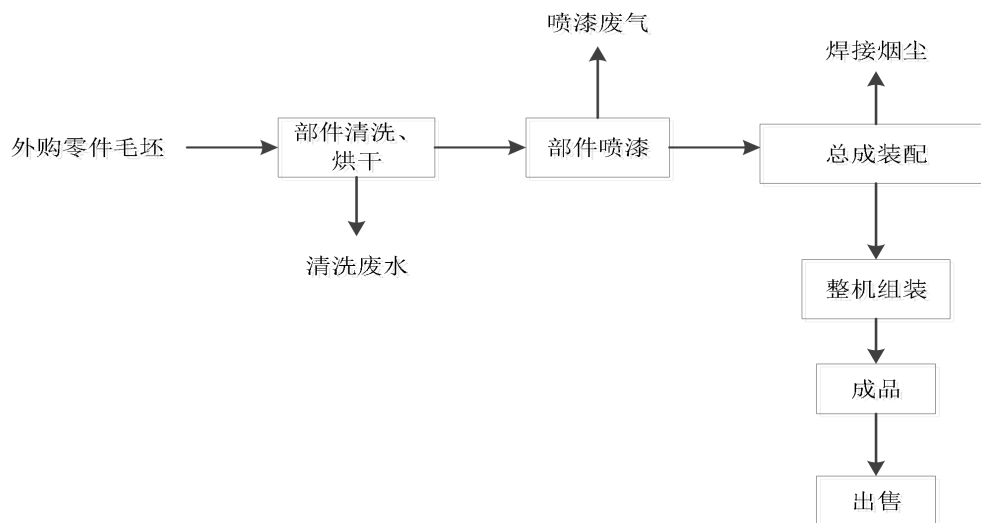 喷漆废气
焊接烟尘
外购零件毛坯
部件清洗、
烘干
部件喷漆
总成装配
清洗废水
整机组装
成品
出售